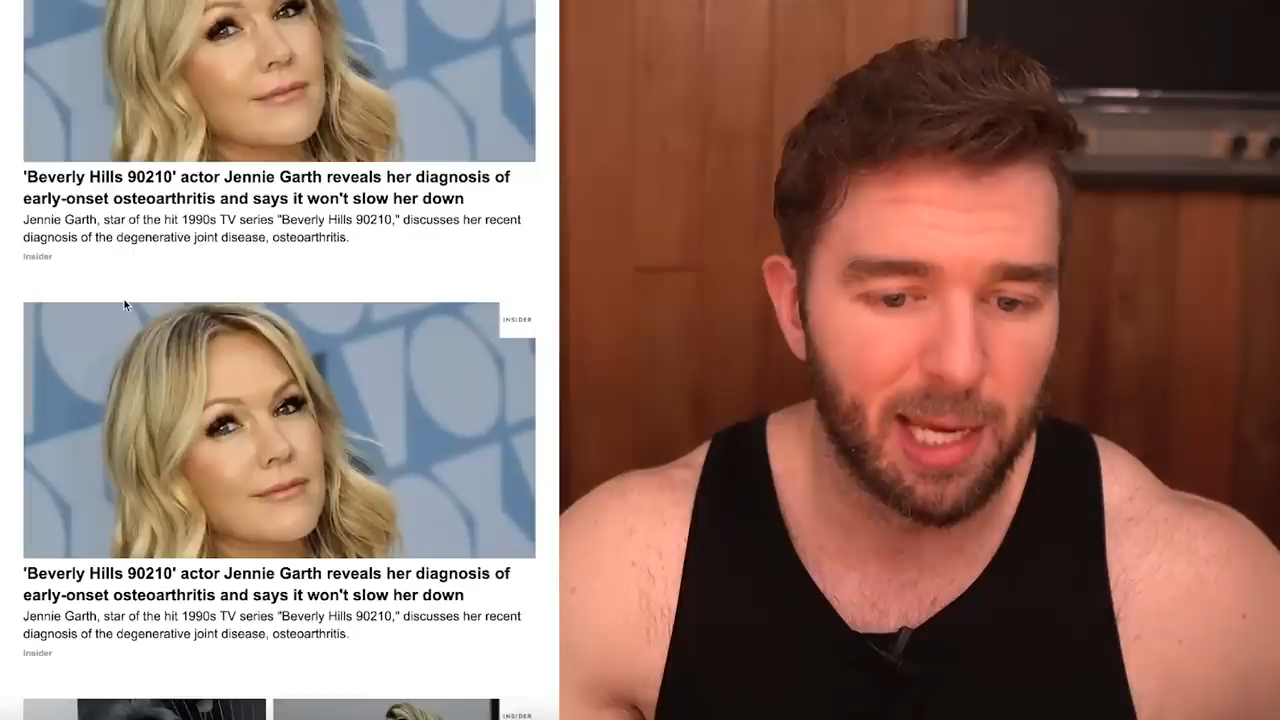 'Beverly Hills 90210' actor Jennie Garth reveals her diagnosis of
early-onset osteoarthritis and says it won't slow her down
Jennie Garth, star of the hit 1990s TV series "Beverly Hills 90210," discusses her recent
diagnosis of the degenerative joint disease, osteoarthritis.
Insider
INSIDER
'Beverly Hills 90210' actor Jennie Garth reveals her diagnosis of
early-onset osteoarthritis and says it won't slow her down
Jennie Garth, star of the hit 1990s TV series "Beverly Hills 90210," discusses her recent
diagnosis of the degenerative joint disease, osteoarthritis.
Insider
INSIDER